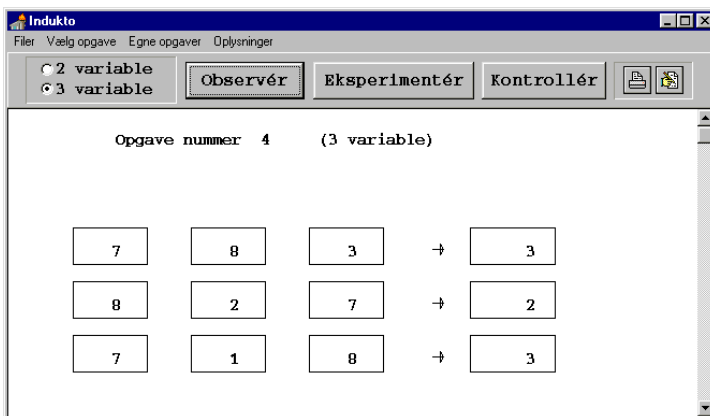 Indukto
Filer Vælg opgave Egne opgaver Oplysninger
2 variable
3 variable
Observér Eksperimentér Kontrollér
Opgave nummer 4 (3 variable)
7 8 3 → 3
8 2 7 → 2
7 1 8 → 3